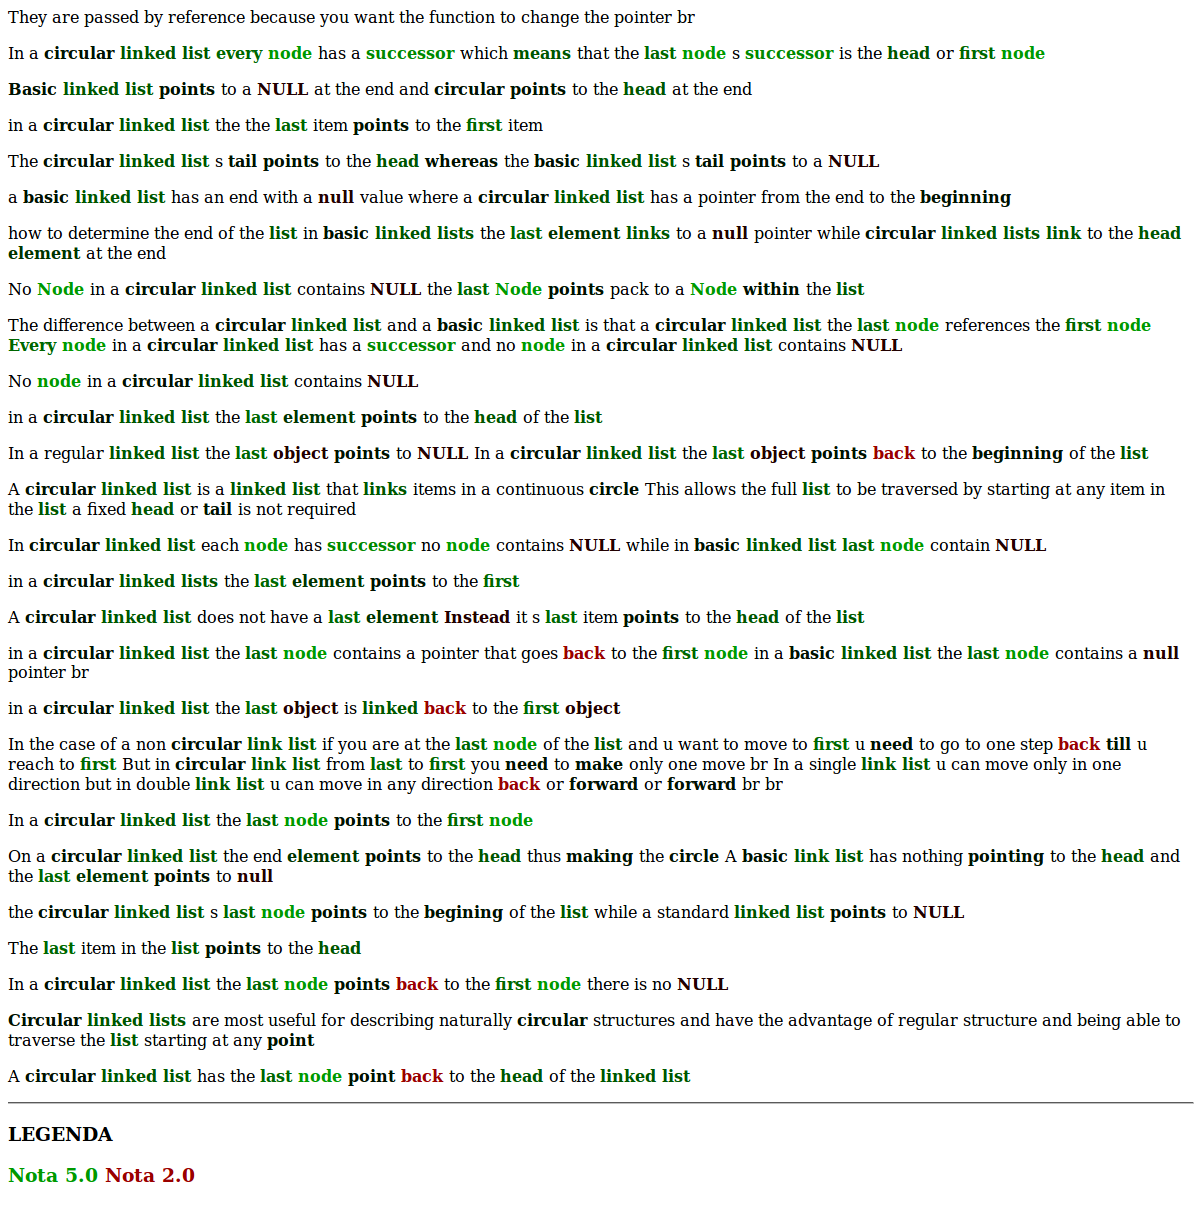 They are passed by reference because you want the function to change the pointer br
In a circular linked list every node has a successor which means that the last node s successor is the head or first node
Basic linked list points to a NULL at the end and circular points to the head at the end
in a circular linked list the the last item points to the first item
The circular linked list s tail points to the head whereas the basic linked list s tail points to a NULL
a basic linked list has an end with a null value where a circular linked list has a pointer from the end to the beginning
how to determine the end of the list in basic linked lists the last element links to a null pointer while circular linked lists link to the head
element at the end
No Node in a circular linked list contains NULL the last Node points pack to a Node within the list
The difference between a circular linked list and a basic linked list is that a circular linked list the last node references the first node
Every node in a circular linked list has a successor and no node in a circular linked list contains NULL
No node in a circular linked list contains NULL
in a circular linked list the last element points to the head of the list
In a regular linked list the last object points to NULL In a circular linked list the last object points back to the beginning of the list
A circular linked list is a linked list that links items in a continuous circle This allows the full list to be traversed by starting at any item in
the list a fixed head or tail is not required
In circular linked list each node has successor no node contains NULL while in basic linked list last node contain NULL
in a circular linked lists the last element points to the first
A circular linked list does not have a last element Instead it s last item points to the head of the list
in a circular linked list the last node contains a pointer that goes back to the first node in a basic linked list the last node contains a null
pointer br
in a circular linked list the last object is linked back to the first object
In the case of a non circular link list if you are at the last node of the list and u want to move to first u need to go to one step back till u
reach to first But in circular link list from last to first you need to make only one move br In a single link list u can move only in one
direction but in double link list u can move in any direction back or forward or forward br br
In a circular linked list the last node points to the first node
On a circular linked list the end element points to the head thus making the circle A basic link list has nothing pointing to the head and
the last element points to null
the circular linked list s last node points to the begining of the list while a standard linked list points to NULL
The last item in the list points to the head
In a circular linked list the last node points back to the first node there is no NULL
Circular linked lists are most useful for describing naturally circular structures and have the advantage of regular structure and being able to
traverse the list starting at any point
A circular linked list has the last node point back to the head of the linked list
LEGENDA
Nota 5.0 Nota 2.0